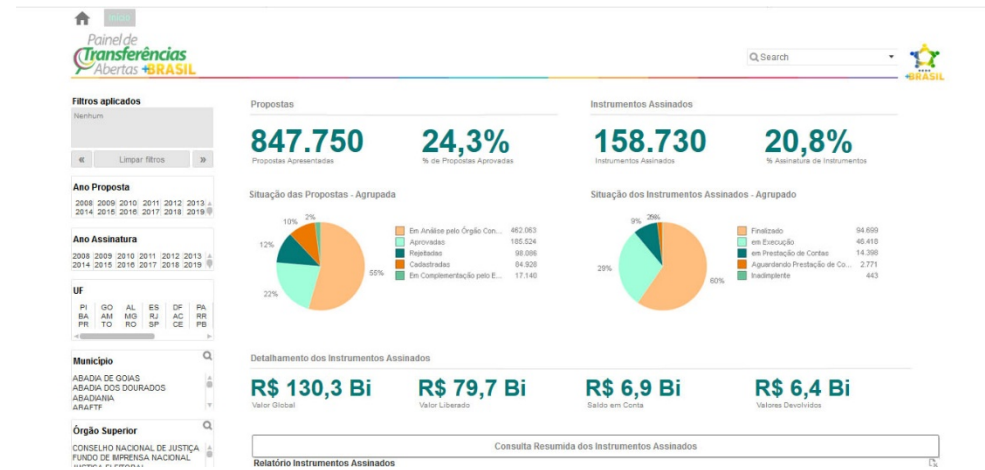 Início
Painel de
Transferências
Abertas +BRASIL
Search
+BRASIL
Filtros aplicados
Nenhum
« Limpar filtros »
Ano Proposta
2008 2009 2010 2011 2012 2013
2014 2015 2016 2017 2018 2019
Ano Assinatura
2008 2009 2010 2011 2012 2013
2014 2015 2016 2017 2018 2019
UF
PI GO AL ES DF PA
BA AM MG RJ AC RR
PR TO RO SP CE PB
Município
ABADIA DE GOIAS
ABADIA DOS DOURADOS
ABADIANIA
ABAETE
Órgão Superior
CONSELHO NACIONAL DE JUSTIÇA
FUNDO DE IMPRENSA NACIONAL
JUSTIÇA ELEITORAL
Propostas
847.750
Propostas Apresentadas
24,3%
% de Propostas Aprovadas
Instrumentos Assinados
158.730
Instrumentos Assinados
20,8%
% Assinatura de Instrumentos
Situação das Propostas - Agrupada
10% 2%
12%
55%
22%
Em Análise pelo Órgão Con... 462.063
Aprovadas 185.524
Rejeitadas 98.096
Cadastradas 84.928
Em Complementação pelo E... 17.140
Situação dos Instrumentos Assinados - Agrupado
9%
29%
60%
Finalizado 94.699
em Execução 46.418
em Prestação de Contas 14.396
Aguardando Prestação de Co... 2.771
Inadimplente 443
Detalhamento dos Instrumentos Assinados
R$ 130,3 Bi
Valor Global
R$ 79,7 Bi
Valor Liberado
R$ 6,9 Bi
Saldo em Conta
R$ 6,4 Bi
Valores Devolvidos
Consulta Resumida dos Instrumentos Assinados
Relatório Instrumentos Assinados